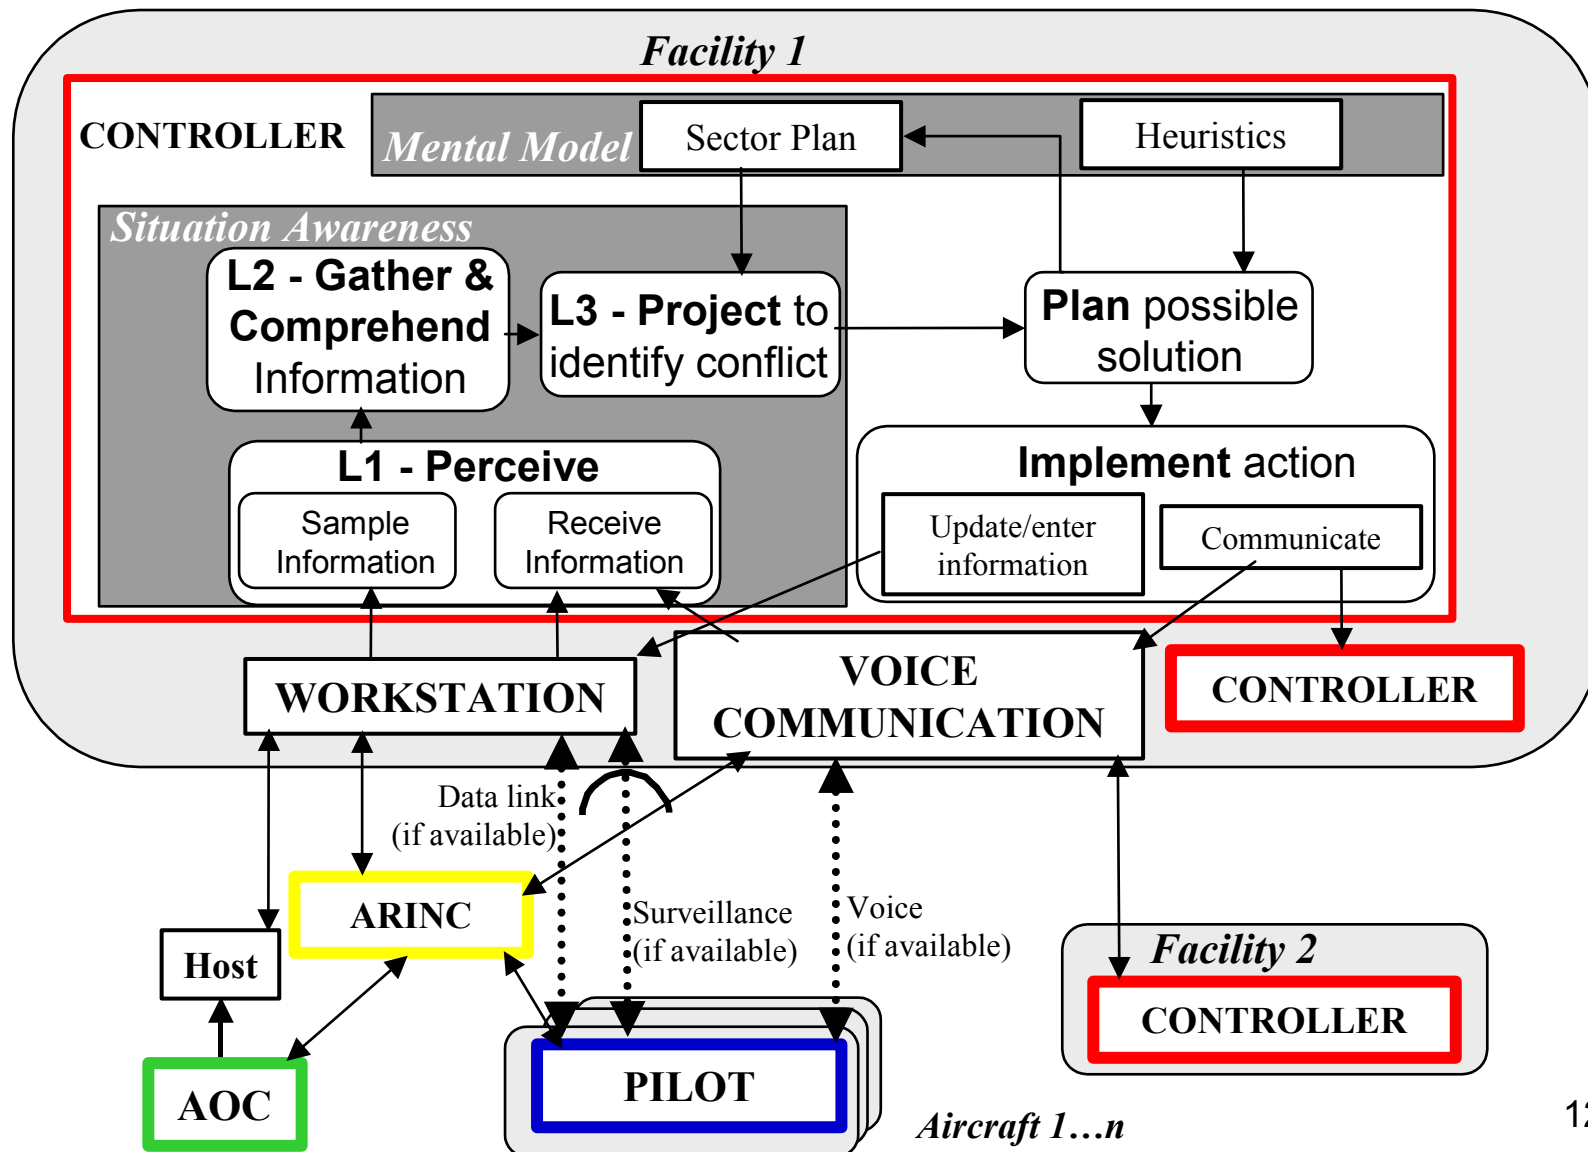 Facility 1
CONTROLLER
Mental Model
Sector Plan
Heuristics
Situation Awareness
L2 - Gather &
Comprehend
Information
L3 - Project to
identify conflict
Plan possible
solution
L1 - Perceive
Sample
Information
Receive
Information
Implement action
Update/enter
information
Communicate
WORKSTATION
VOICE
COMMUNICATION
CONTROLLER
Data link
(if available)
ARINC
Surveillance
(if available)
Voice
(if available)
Host
Facility 2
CONTROLLER
AOC
PILOT
Aircraft 1…n
12